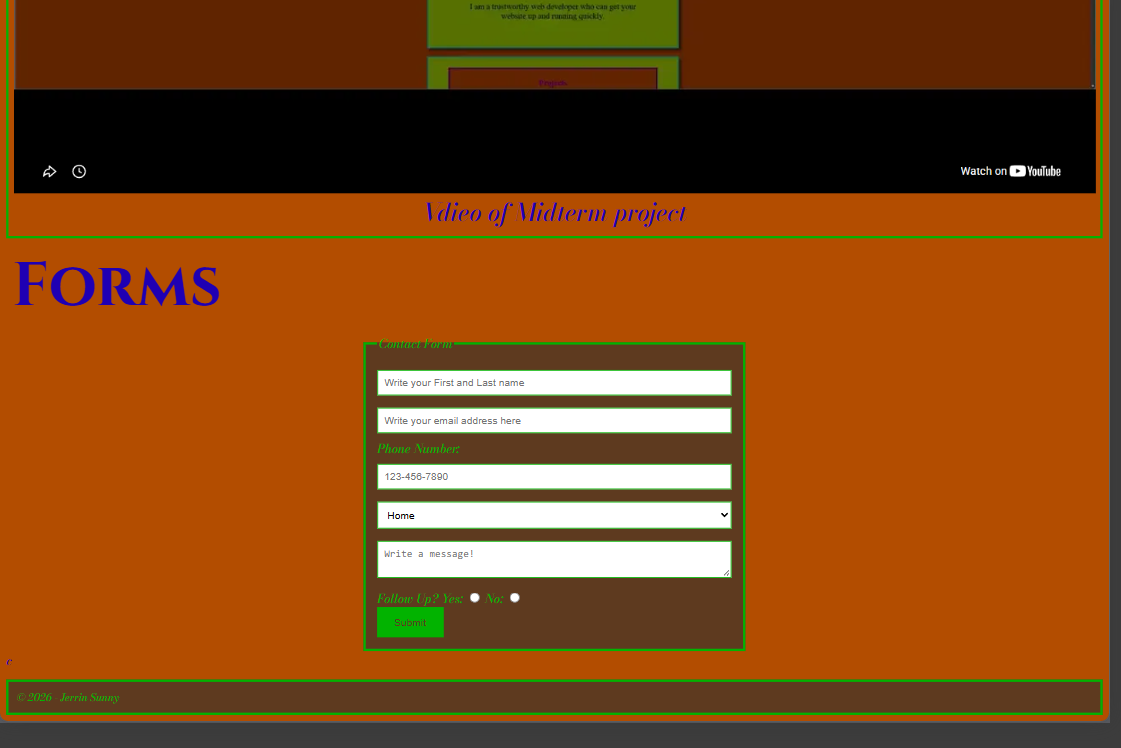 I am a trustworthy web developer who can get your
website up and running quickly.
Projects
Watch on YouTube
Vdieo of Midterm project
Forms
Contact Form
Write your First and Last name
Write your email address here
Phone Number:
123-456-7890
Home
Write a message!
Follow Up? Yes: No:
Submit
c
© 2026 Jerrin Sunny